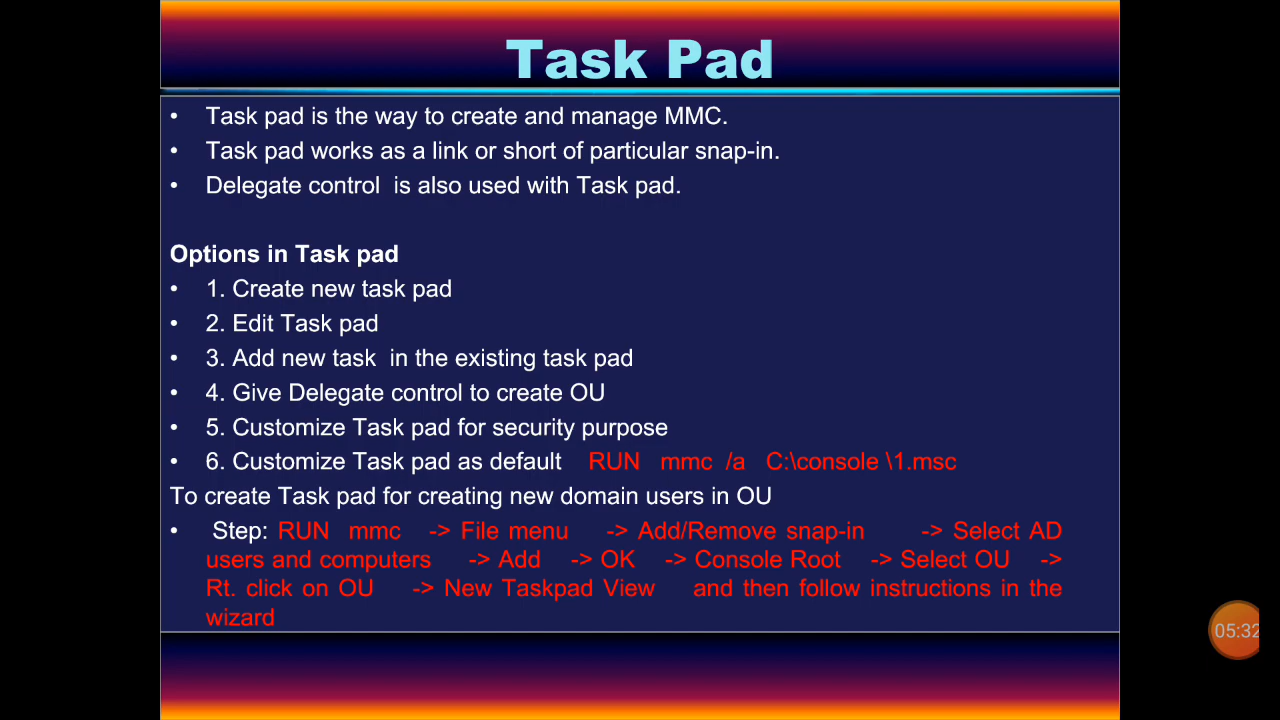 Task Pad
• Task pad is the way to create and manage MMC.
• Task pad works as a link or short of particular snap-in.
• Delegate control  is also used with Task pad.
Options in Task pad
• 1. Create new task pad
• 2. Edit Task pad
• 3. Add new task  in the existing task pad
• 4. Give Delegate control to create OU
• 5. Customize Task pad for security purpose
• 6. Customize Task pad as default   RUN   mmc  /a   C:\console \1.msc
To create Task pad for creating new domain users in OU
• Step: RUN  mmc   -> File menu   -> Add/Remove snap-in   -> Select AD
users and computers   -> Add   -> OK   -> Console Root   -> Select OU   ->
Rt. click on OU   -> New Taskpad View   and then follow instructions in the
wizard
05:32